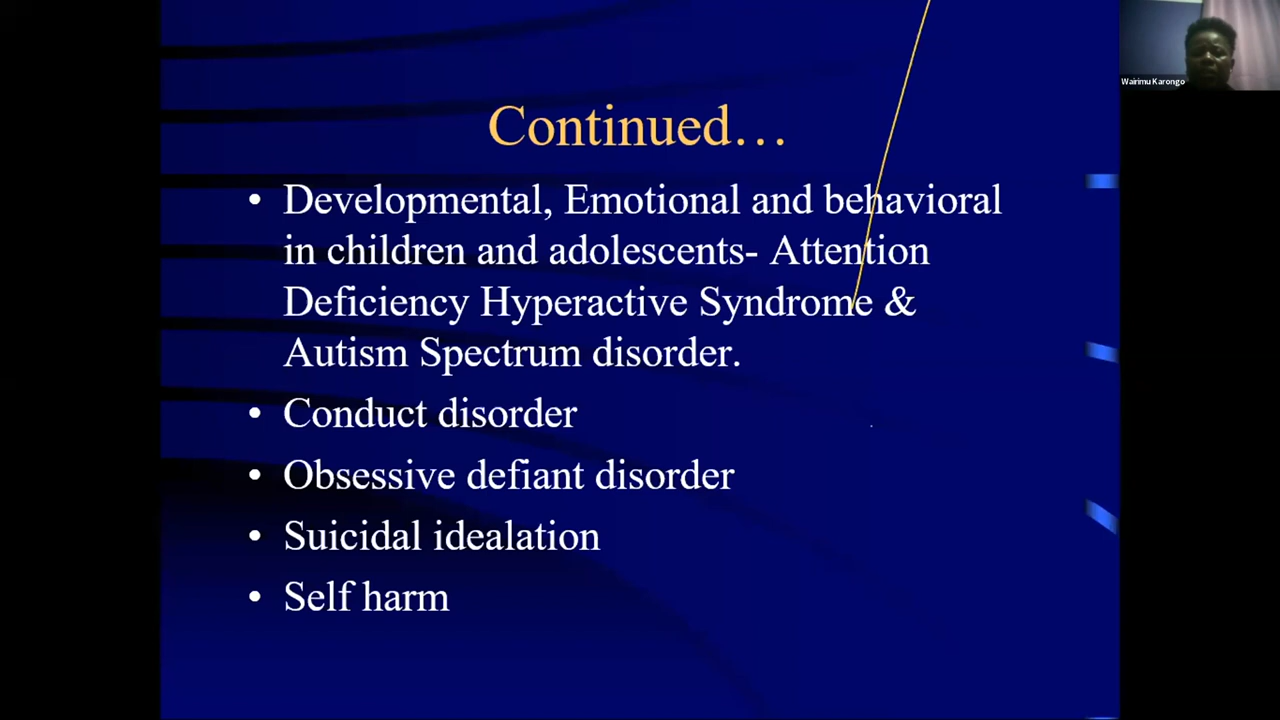 Wairimu Karongo
Continued…
• Developmental, Emotional and behavioral
in children and adolescents- Attention
Deficiency Hyperactive Syndrome &
Autism Spectrum disorder.
• Conduct disorder
• Obsessive defiant disorder
• Suicidal idealation
• Self harm